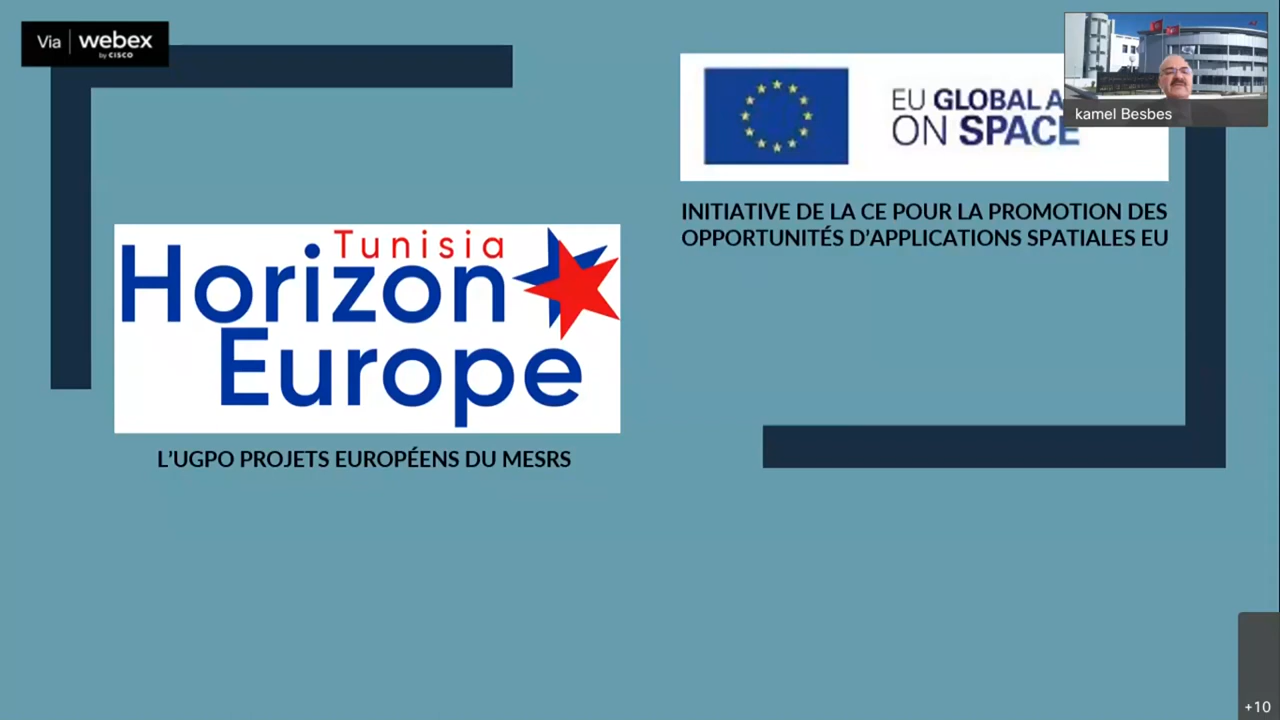 Via webex
by CISCO
EU GLOBAL A
ON SPACE
kamel Besbes
INITIATIVE DE LA CE POUR LA PROMOTION DES
OPPORTUNITÉS D'APPLICATIONS SPATIALES EU
Tunisia
Horizon
Europe
L'UGPO PROJETS EUROPÉENS DU MESRS
+10